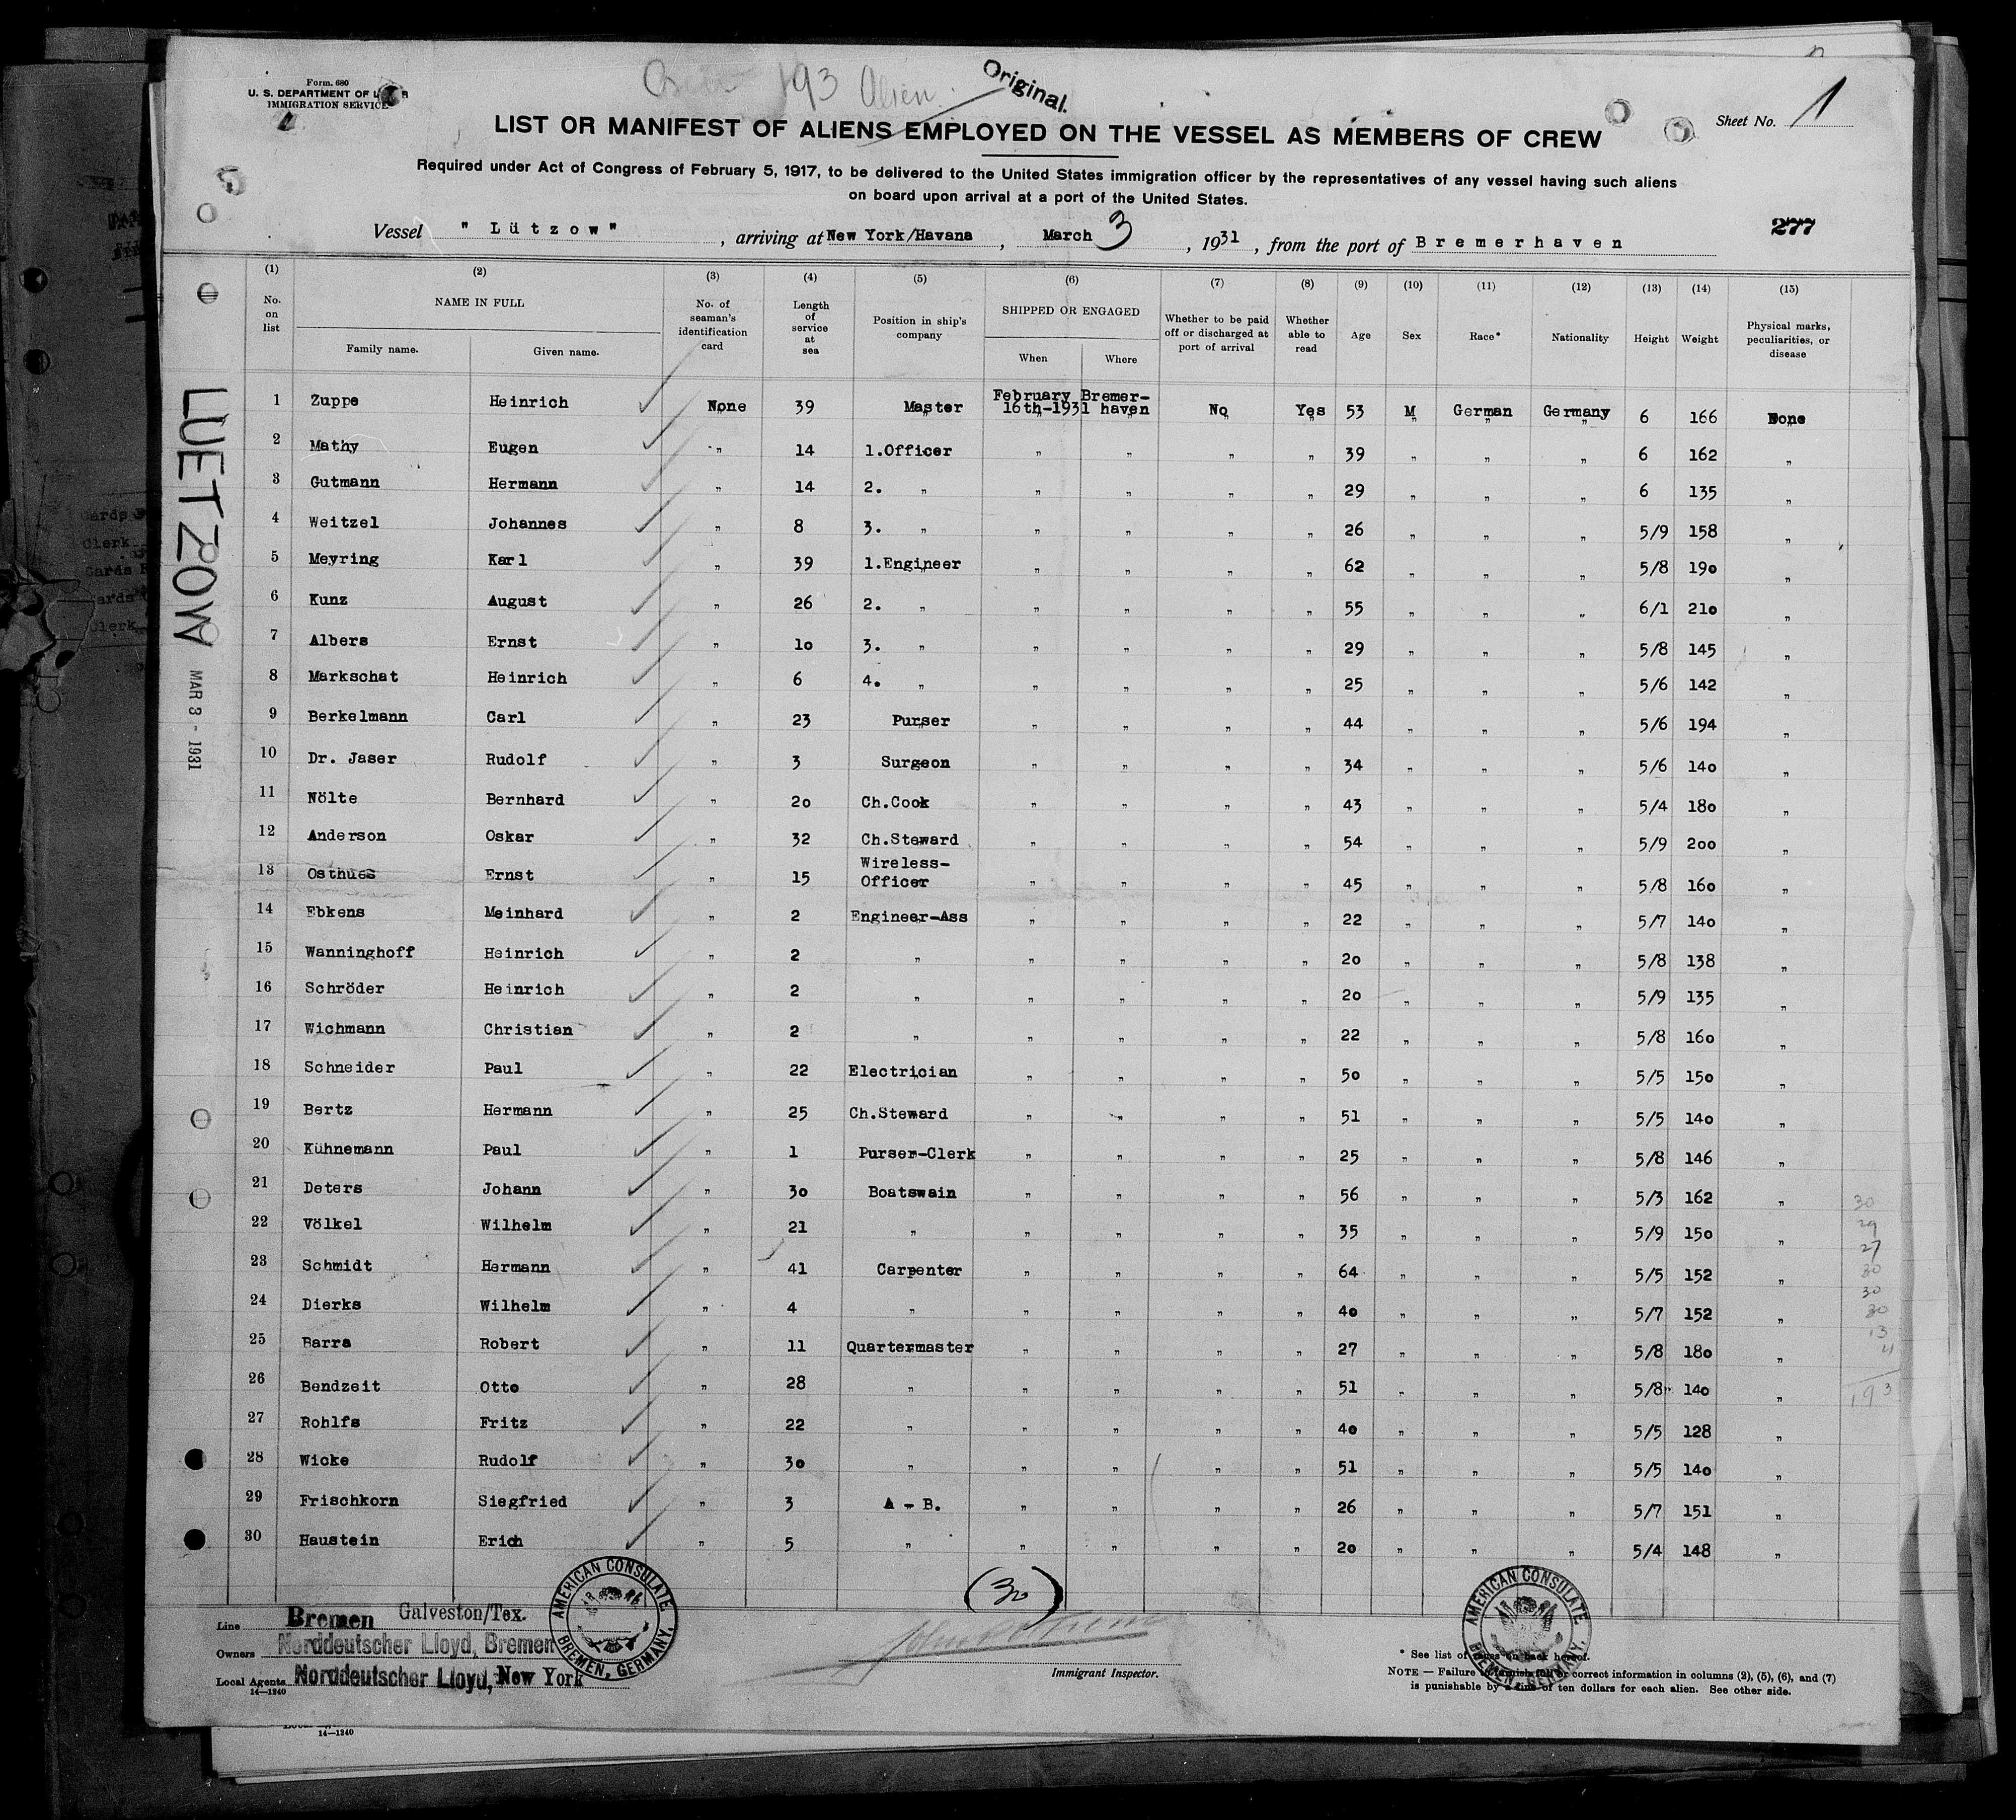 Form. 680
U. S. DEPARTMENT OF
IMMIGRATION SERVICE
193 Alien.
Original.
Sheet No. 1
LIST OR MANIFEST OF ALIENS EMPLOYED ON THE VESSEL AS MEMBERS OF CREW
Required under Act of Congress of February 5, 1917, to be delivered to the United States immigration officer by the representatives of any vessel having such aliens
on board upon arrival at a port of the United States.
277
Vessel " Lützow " , arriving at New York/Havana , March 3 , 1931 , from the port of Bremerhaven
(1) (2) (3) (4) (5) (6) (7) (8) (9) (10) (11) (12) (13) (14) (15)
No. on list NAME IN FULL Family name. Given name. No. of seaman's identification card Length of service at sea Position in ship's company SHIPPED OR ENGAGED When Where Whether to be paid off or discharged at port of arrival Whether able to read Age Sex Race* Nationality Height Weight Physical marks, peculiarities, or disease
1 Zuppe Heinrich None 39 Master February 16th-1931 Bremer-haven No Yes 53 M German Germany 6 166 None
2 Mathy Eugen " 14 1.Officer " " " " 39 " " " 6 162 "
3 Gutmann Hermann " 14 2. " " " " " 29 " " " 6 135 "
4 Weitzel Johannes " 8 3. " " " " " 26 " " " 5/9 158 "
5 Meyring Karl " 39 1.Engineer " " " " 62 " " " 5/8 190 "
6 Kunz August " 26 2. " " " " " 55 " " " 6/1 210 "
7 Albers Ernst " 10 3. " " " " " 29 " " " 5/8 145 "
8 Markschat Heinrich " 6 4. " " " " " 25 " " " 5/6 142 "
9 Berkelmann Carl " 23 Purser " " " " 44 " " " 5/6 194 "
10 Dr. Jaser Rudolf " 3 Surgeon " " " " 34 " " " 5/6 140 "
11 Nölte Bernhard " 20 Ch.Cook " " " " 43 " " " 5/4 180 "
12 Anderson Oskar " 32 Ch.Steward " " " " 54 " " " 5/9 200 "
13 Osthues Ernst " 15 Wireless-Officer " " " " 45 " " " 5/8 160 "
14 Ebkens Meinhard " 2 Engineer-Ass " " " " 22 " " " 5/7 140 "
15 Wanninghoff Heinrich " 2 " " " " " 20 " " " 5/8 138 "
16 Schröder Heinrich " 2 " " " " " 20 " " " 5/9 135 "
17 Wichmann Christian " 2 " " " " " 22 " " " 5/8 160 "
18 Schneider Paul " 22 Electrician " " " " 50 " " " 5/5 150 "
19 Bertz Hermann " 25 Ch.Steward " " " " 51 " " " 5/5 140 "
20 Kühnemann Paul " 1 Purser-Clerk " " " " 25 " " " 5/8 146 "
21 Deters Johann " 30 Boatswain " " " " 56 " " " 5/3 162 "
22 Völkel Wilhelm " 21 " " " " " 35 " " " 5/9 150 "
23 Schmidt Hermann " 41 Carpenter " " " " 64 " " " 5/5 152 "
24 Dierks Wilhelm " 4 " " " " " 40 " " " 5/7 152 "
25 Barra Robert " 11 Quartermaster " " " " 27 " " " 5/8 180 "
26 Bendzeit Otto " 28 " " " " " 51 " " " 5/8 140 "
27 Rohlfs Fritz " 22 " " " " " 40 " " " 5/5 128 "
28 Wicke Rudolf " 30 " " " " " 51 " " " 5/5 140 "
29 Frischkorn Siegfried " 3 A - B. " " " " 26 " " " 5/7 151 "
30 Haustein Erich " 5 " " " " " 20 " " " 5/4 148 "
30
29
27
30
30
30
13
4
193
LUETZOW
MAR 3 - 1931
(30)
Line Bremen Galveston/Tex.
Owners Norddeutscher Lloyd, Bremen
Local Agents Norddeutscher Lloyd, New York
14—1240
AMERICAN CONSULATE. BREMEN, GERMANY.
Immigrant Inspector.
AMERICAN CONSULATE BREMEN, GERMANY.
* See list of races on back hereof.
NOTE — Failure to furnish full or correct information in columns (2), (5), (6), and (7)
is punishable by a fine of ten dollars for each alien. See other side.
14—1240